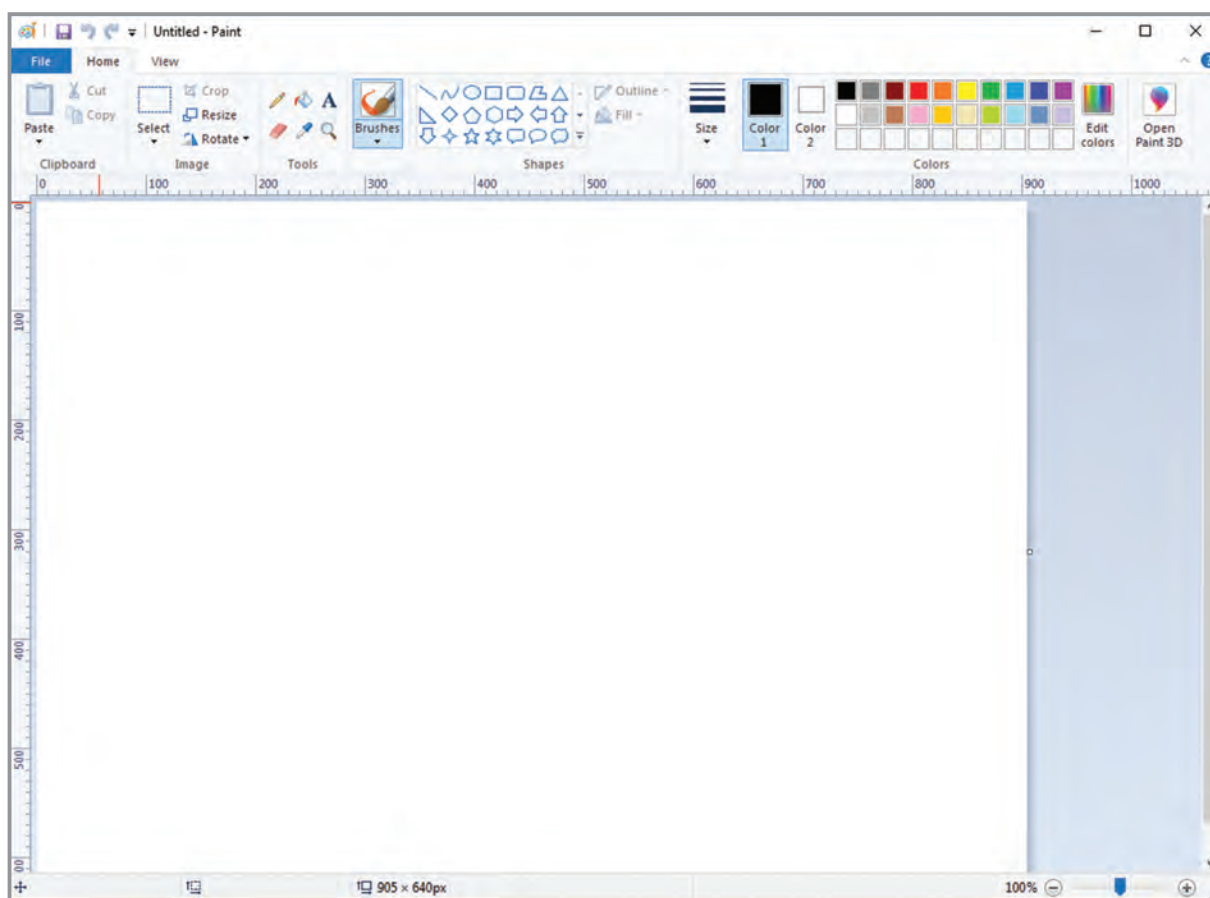 Untitled - Paint
File Home View
Cut Crop Outline
Copy Resize Fill
Paste Select Rotate Brushes Size Color 1 Color 2 Edit colors Open Paint 3D
Clipboard Image Tools Shapes Colors
0 100 200 300 400 500 600 700 800 900 1000
0
100
200
300
400
500
00
905 × 640px 100%